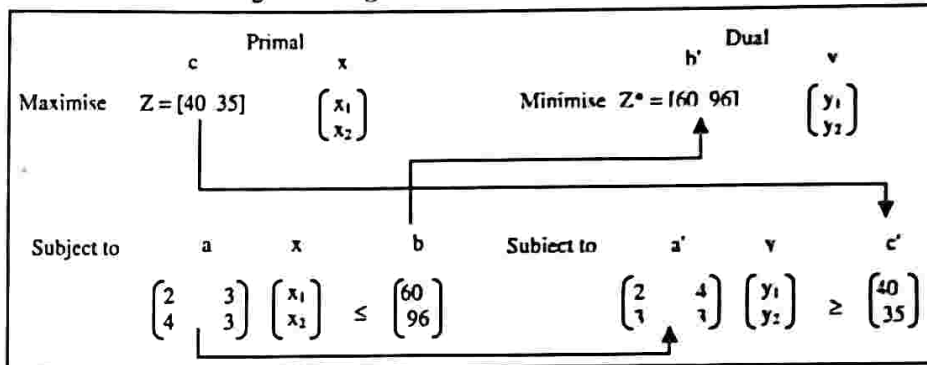 Primal Dual
c x b' v
Maximise Z = [40 35] (x1 x2) Minimise Z* = [60 96] (y1 y2)
Subject to a x b Subject to a' v c'
(2 3) (x1) ≤ (60) (2 4) (y1) ≥ (40)
(4 3) (x2) (96) (3 3) (y2) (35)